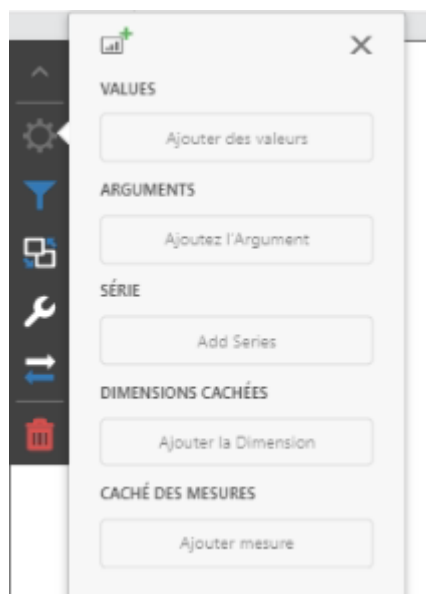 VALUES
Ajouter des valeurs
ARGUMENTS
Ajoutez l'Argument
SÉRIE
Add Series
DIMENSIONS CACHÉES
Ajouter la Dimension
CACHÉ DES MESURES
Ajouter mesure